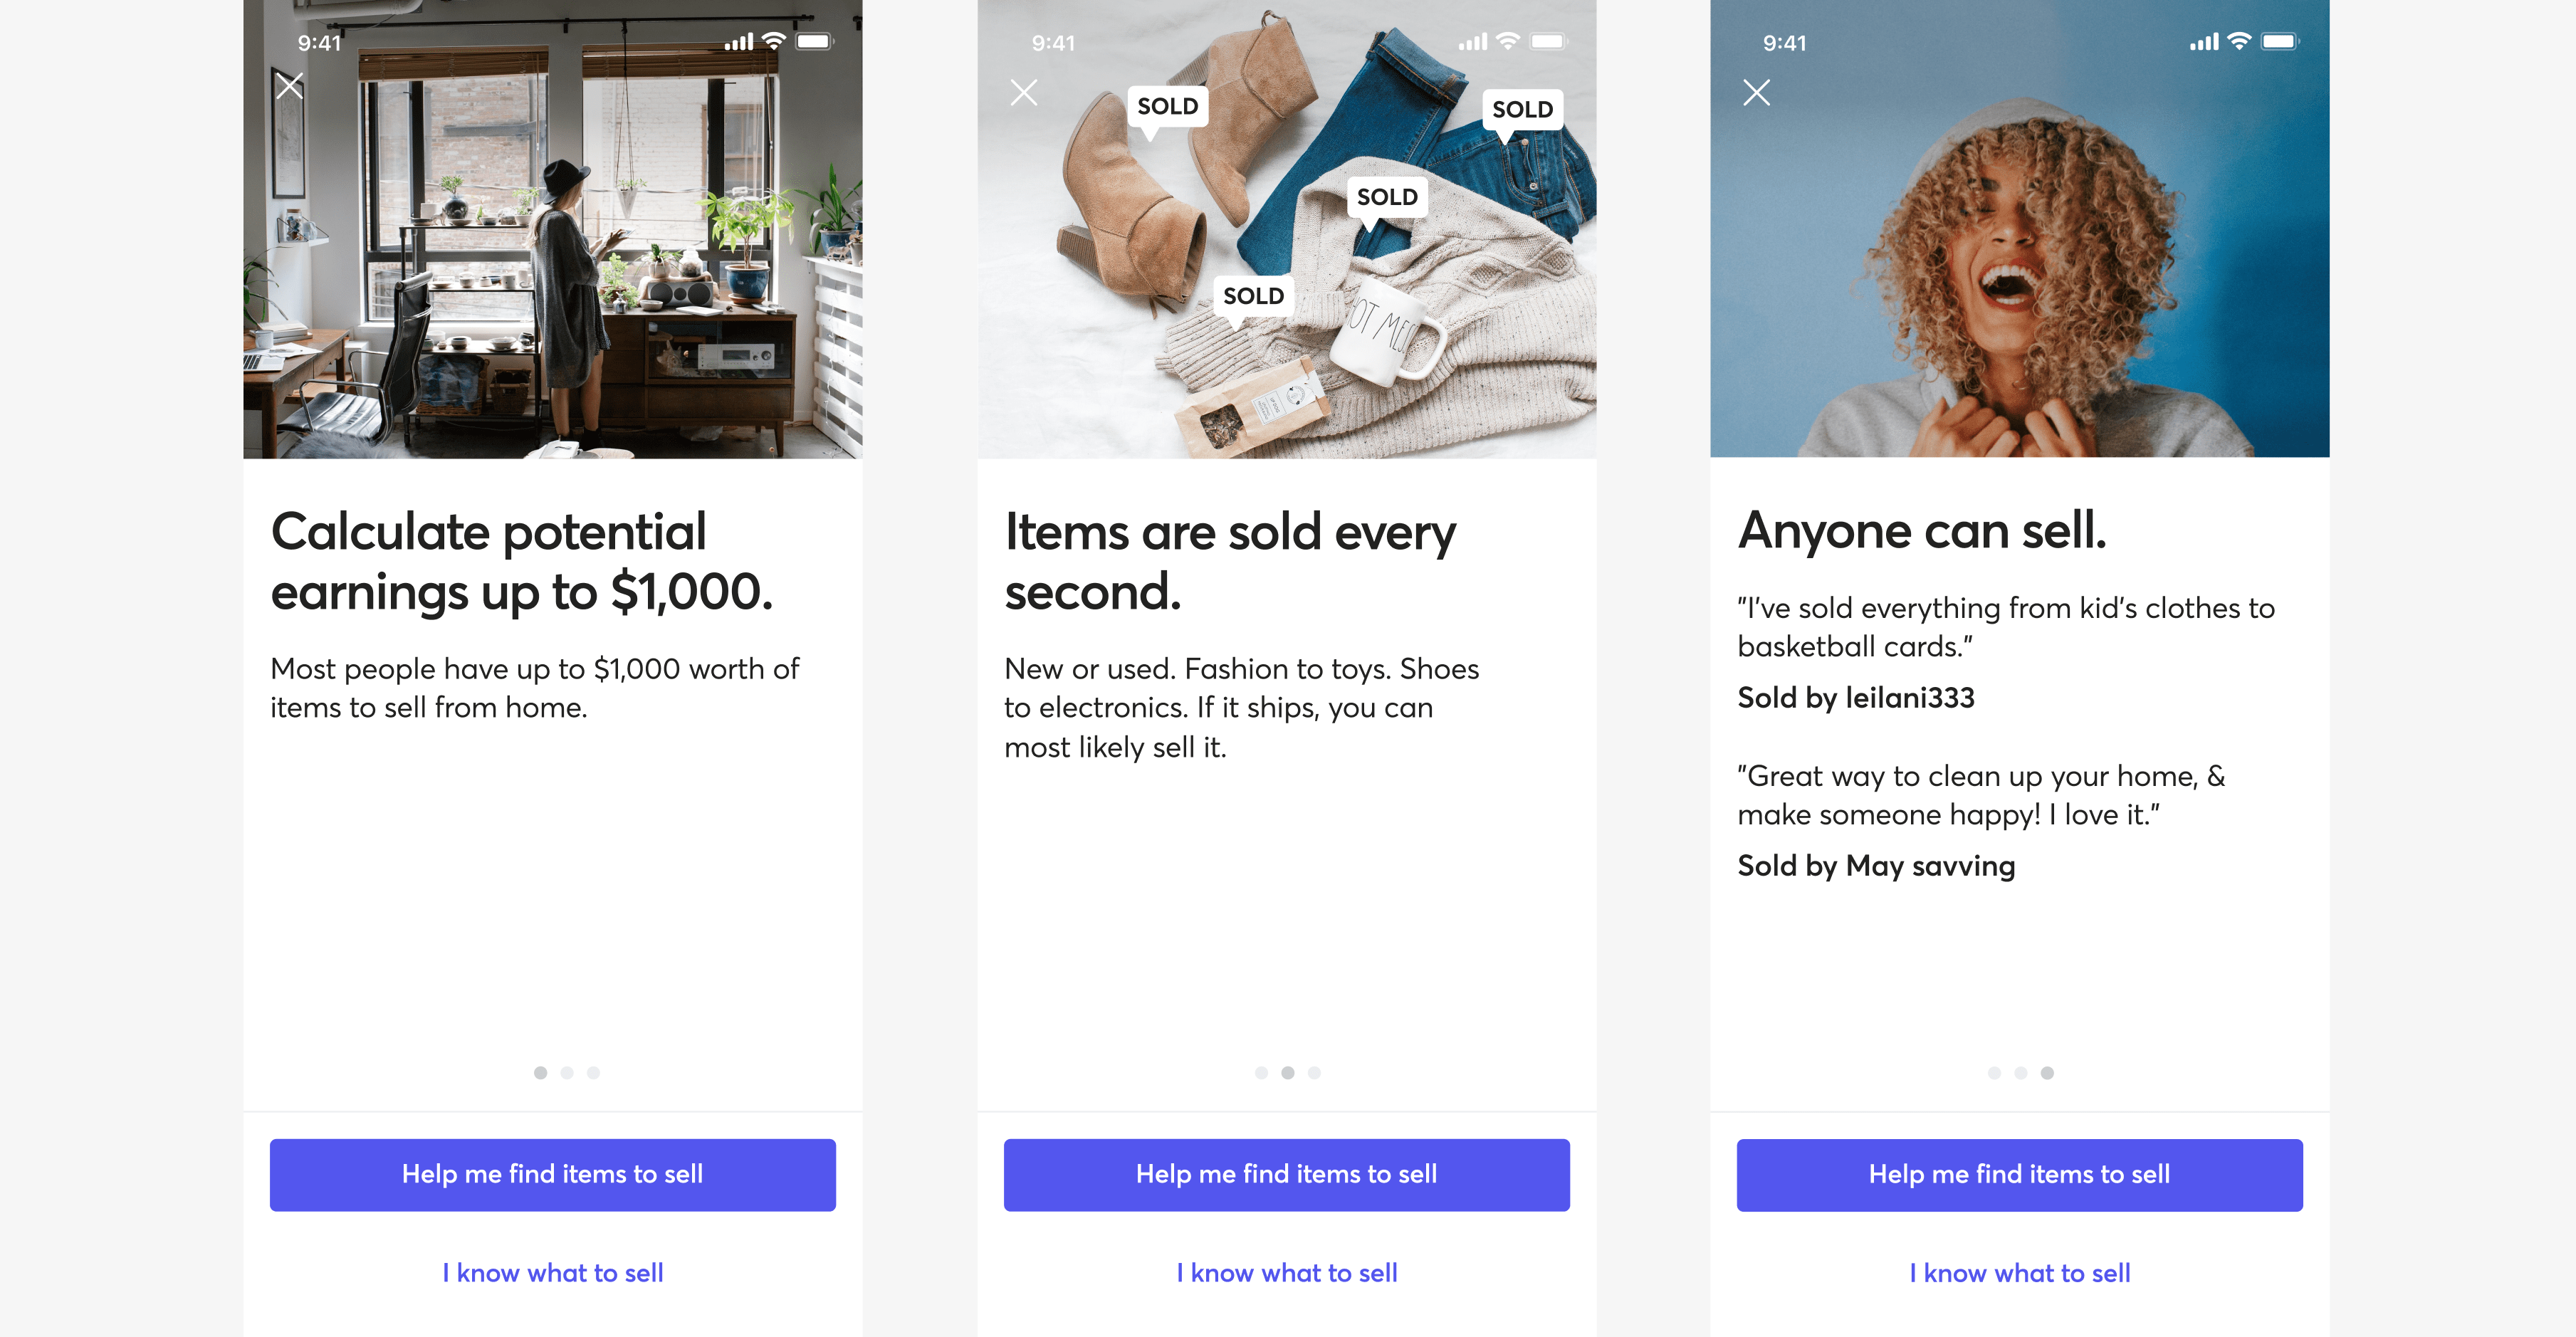 9:41
Calculate potential
earnings up to $1,000.
Most people have up to $1,000 worth of
items to sell from home.
Help me find items to sell
I know what to sell
9:41
SOLD
SOLD
SOLD
SOLD
OT ME
Items are sold every
second.
New or used. Fashion to toys. Shoes
to electronics. If it ships, you can
most likely sell it.
Help me find items to sell
I know what to sell
9:41
Anyone can sell.
"I've sold everything from kid's clothes to
basketball cards."
Sold by leilani333
"Great way to clean up your home, &
make someone happy! I love it."
Sold by May savving
Help me find items to sell
I know what to sell